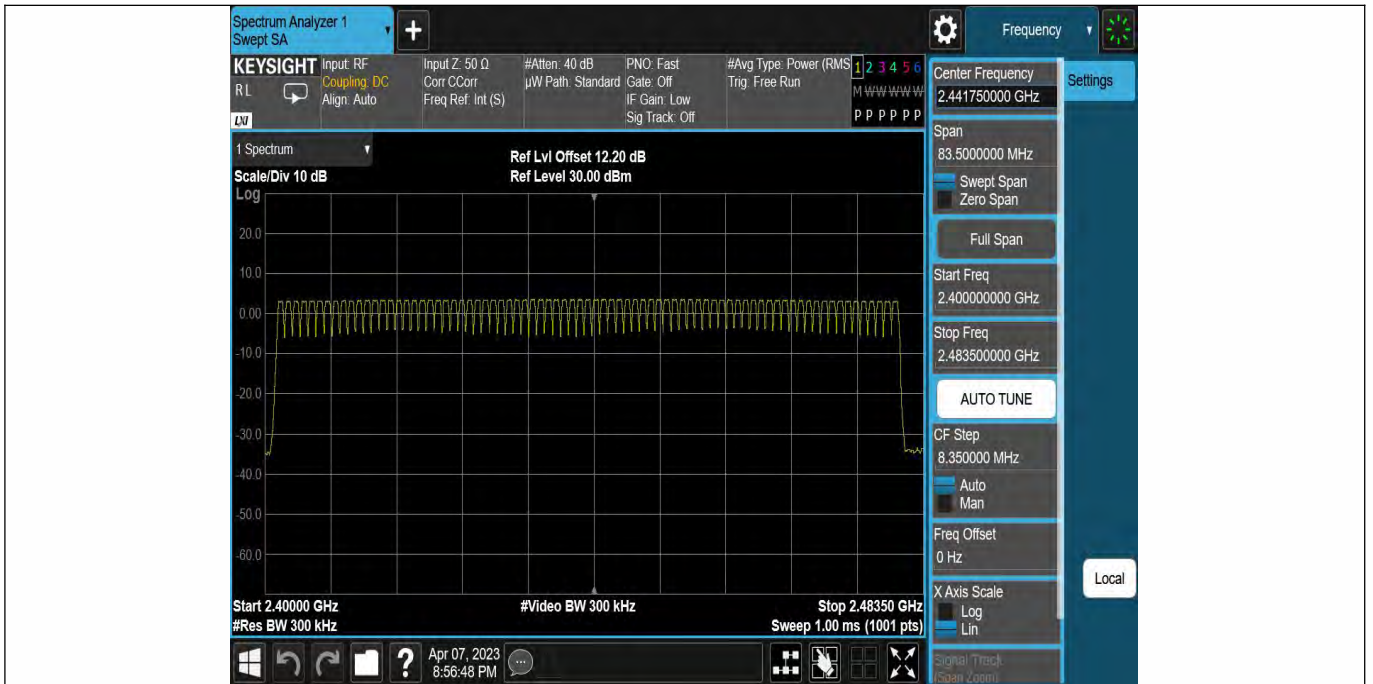 Spectrum Analyzer 1
Swept SA
+
Frequency
KEYSIGHT
RL
LXI
Input: RF
Coupling: DC
Align: Auto
Input Z: 50 Ω
Corr CCorr
Freq Ref: Int (S)
#Atten: 40 dB
µW Path: Standard
PNO: Fast
Gate: Off
IF Gain: Low
Sig Track: Off
#Avg Type: Power (RMS
Trig: Free Run
1 2 3 4 5 6
M W W W W W
P P P P P P
1 Spectrum
Scale/Div 10 dB
Ref Lvl Offset 12.20 dB
Ref Level 30.00 dBm
Log
20.0
10.0
0.00
-10.0
-20.0
-30.0
-40.0
-50.0
-60.0
Start 2.40000 GHz
#Res BW 300 kHz
#Video BW 300 kHz
Stop 2.48350 GHz
Sweep 1.00 ms (1001 pts)
Center Frequency
2.441750000 GHz
Settings
Span
83.5000000 MHz
Swept Span
Zero Span
Full Span
Start Freq
2.400000000 GHz
Stop Freq
2.483500000 GHz
AUTO TUNE
CF Step
8.350000 MHz
Auto
Man
Freq Offset
0 Hz
X Axis Scale
Log
Lin
Signal Track
(Span Zoom)
Local
?
Apr 07, 2023
8:56:48 PM